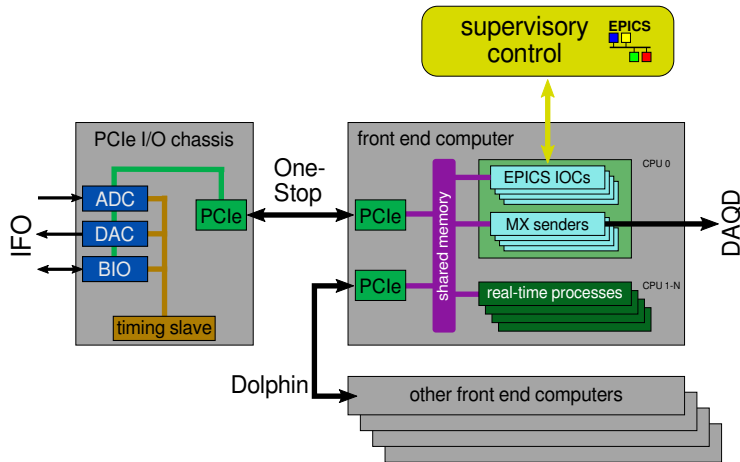 supervisory
control
EPICS
PCIe I/O chassis
front end computer
CPU 0
One-
Stop
EPICS IOCs
ADC
PCIe
PCIe
shared memory
MX senders
IFO
DAC
DAQD
BIO
PCIe
CPU 1-N
real-time processes
timing slave
Dolphin
other front end computers